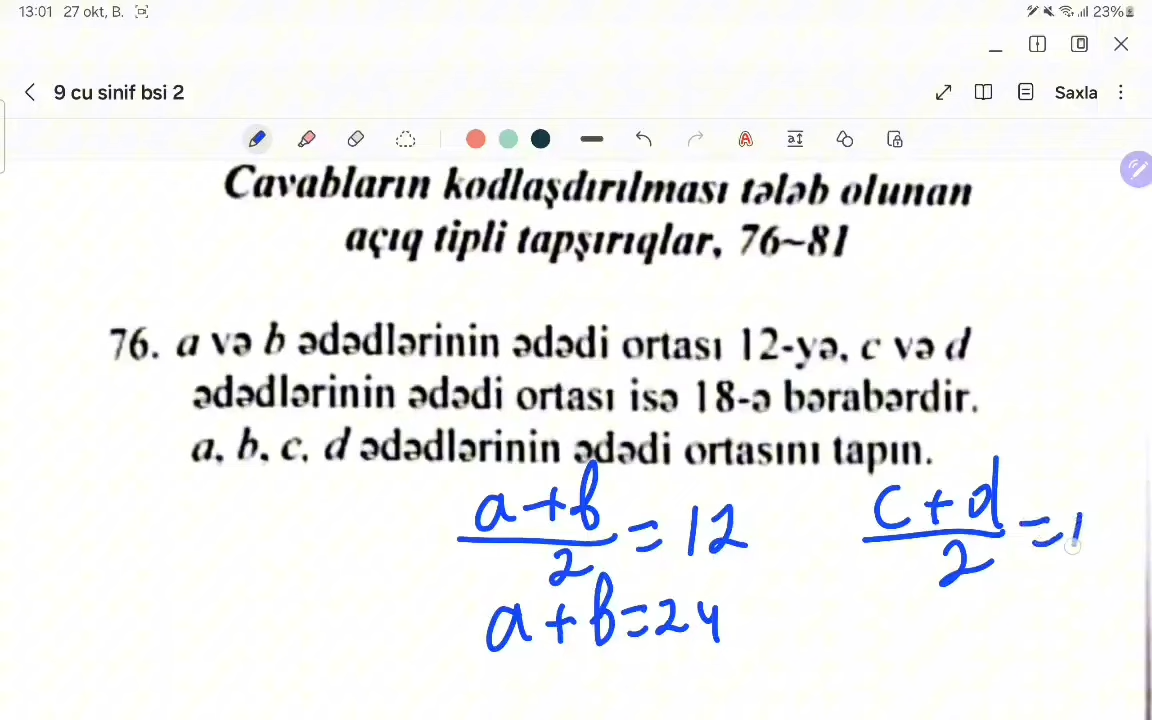 13:01 27 okt, B. 23%
9 cu sinif bsi 2 Saxla
Cavabların kodlaşdırılması tələb olunan
açıq tipli tapşırıqlar, 76~81
76. a və b ədədlərinin ədədi ortası 12-yə, c və d
ədədlərinin ədədi ortası isə 18-ə bərabərdir.
a, b, c, d ədədlərinin ədədi ortasını tapın.
a+b/2 = 12 c+d/2 = 1
a+b=24